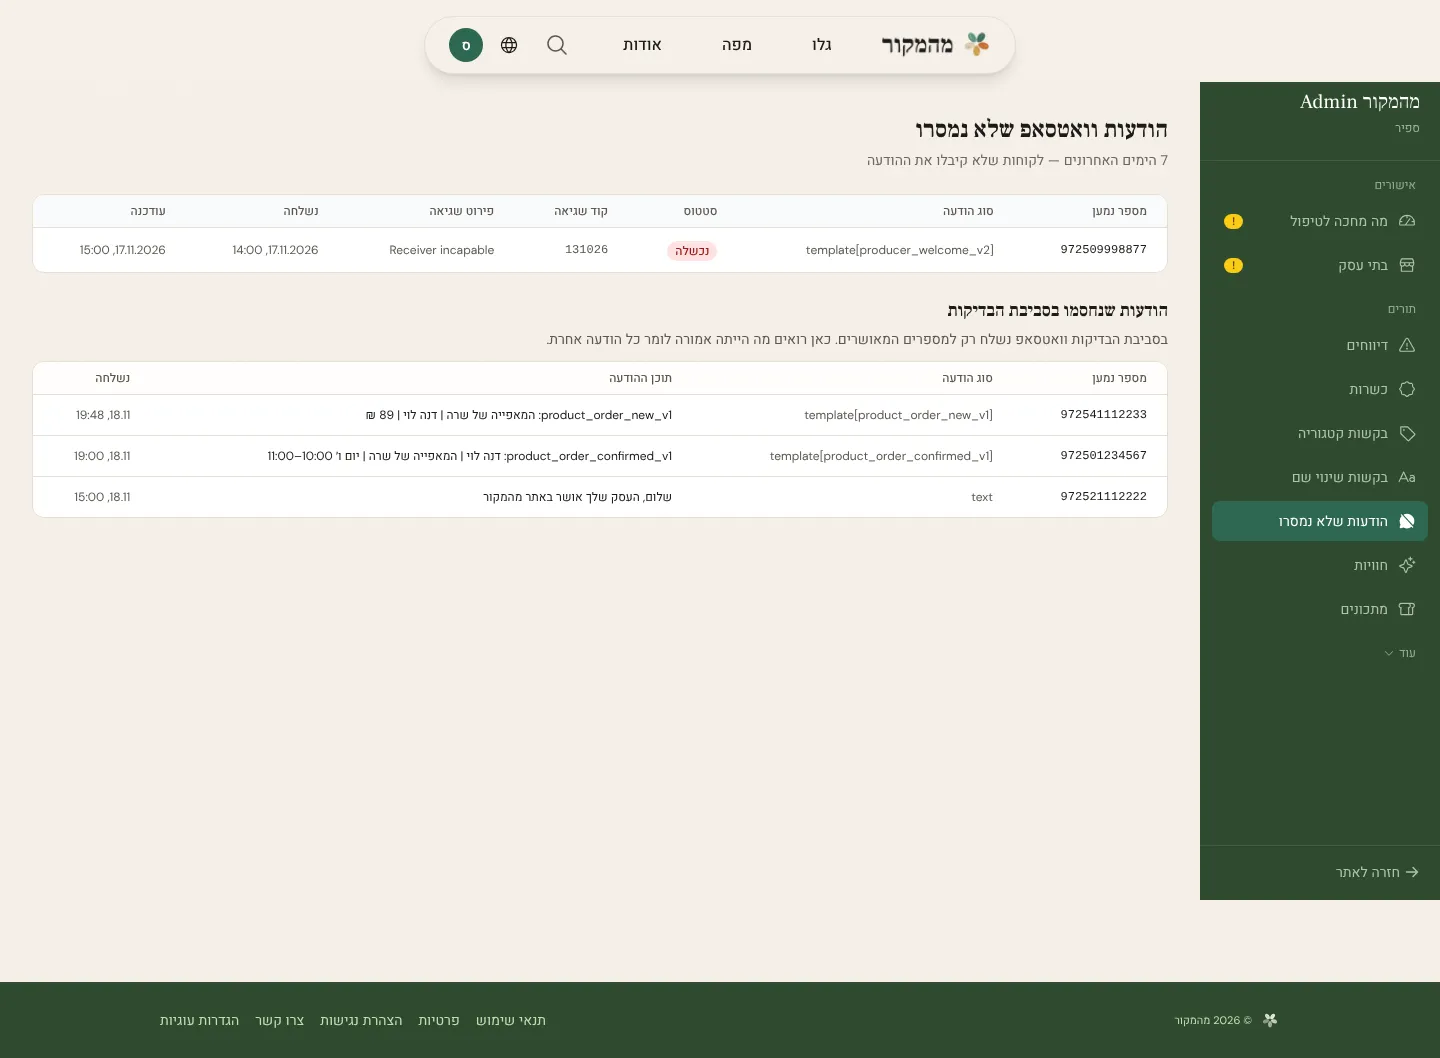 מהמקור
גלו
מפה
אודות
ס
מהמקור Admin
ספיר
אישורים
מה מחכה לטיפול
!
בתי עסק
!
תורים
דיווחים
כשרות
בקשות קטגוריה
Aa
בקשות שינוי שם
הודעות שלא נמסרו
חוויות
מתכונים
עוד
חזרה לאתר
הודעות וואטסאפ שלא נמסרו
7 הימים האחרונים — לקוחות שלא קיבלו את ההודעה
מספר נמען סוג הודעה סטטוס קוד שגיאה פירוט שגיאה נשלחה עודכנה
972509998877 template[producer_welcome_v2] נכשלה 131026 Receiver incapable 17.11.2026, 14:00 17.11.2026, 15:00
הודעות שנחסמו בסביבת הבדיקות
בסביבת הבדיקות וואטסאפ נשלח רק למספרים המאושרים. כאן רואים מה הייתה אמורה לומר כל הודעה אחרת.
מספר נמען סוג הודעה תוכן ההודעה נשלחה
972541112233 template[product_order_new_v1] product_order_new_v1: המאפייה של שרה | דנה לוי | 89 ₪ 18.11, 19:48
972501234567 template[product_order_confirmed_v1] product_order_confirmed_v1: דנה לוי | המאפייה של שרה | יום ו׳ 10:00–11:00 18.11, 19:00
972521112222 text שלום, העסק שלך אושר באתר מהמקור 18.11, 15:00
© 2026 מהמקור
תנאי שימוש פרטיות הצהרת נגישות צרו קשר הגדרות עוגיות